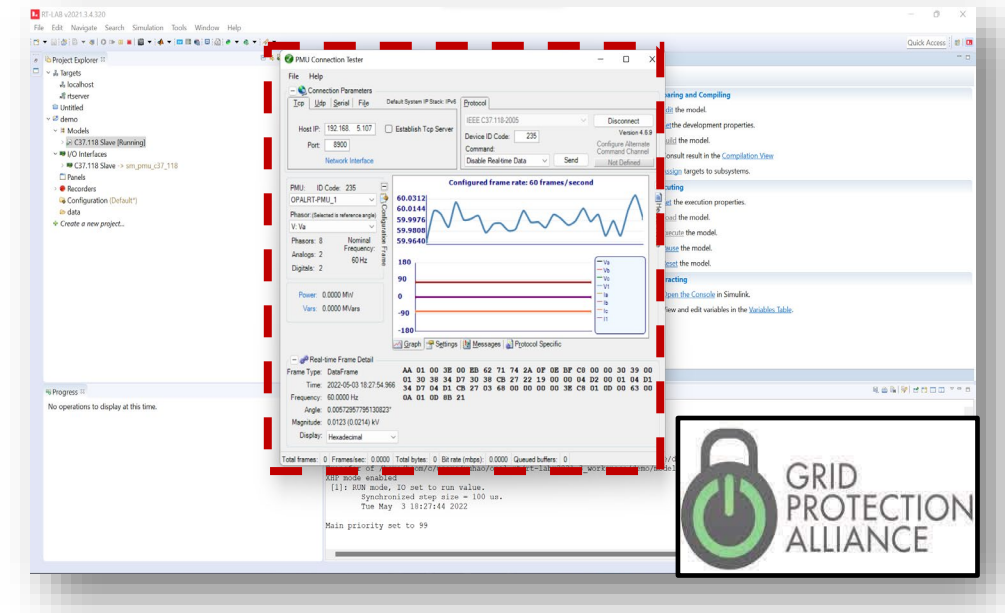 RT-LAB v2021.3.4.320
File Edit Navigate Search Simulation Tools Window Help
Quick Access
Project Explorer
Targets
localhost
rtserver
Untitled
demo
Models
C37.118 Slave [Running]
I/O Interfaces
C37.118 Slave -> sm_pmu_c37_118
Panels
Recorders
Configuration (Default*)
data
Create a new project...
PMU Connection Tester
File Help
Connection Parameters
Tcp Udp Serial File Default System IP Stack: IPv6 Protocol
Host IP: 192.168. 5.107 Establish Tcp Server
Port: 8900
Network Interface
IEEE C37.118-2005 Disconnect
Device ID Code: 235 Version 4.6.9
Command: Configure Alternate
Command Channel
Disable Real-time Data Send Not Defined
PMU: ID Code: 235
OPALRT-PMU_1
Phasor: (Selected is reference angle)
V: Va
Phasors: 8 Nominal
Analogs: 2 Frequency:
Digitals: 2 60 Hz
Power: 0.0000 MW
Vars: 0.0000 MVars
Configuration Frame
Configured frame rate: 60 frames/second
60.0312
60.0144
59.9976
59.9808
59.9640
180
90
0
-90
-180
Va
Vb
Vc
V1
Ia
Ib
Ic
I1
Graph Settings Messages Protocol Specific
Real-time Frame Detail
Frame Type: DataFrame
Time: 2022-05-03 18:27:54.966
Frequency: 60.0000 Hz
Angle: 0.00572957795130823°
Magnitude: 0.0123 (0.0214) kV
Display: Hexadecimal
AA 01 00 3E 00 EB 62 71 74 2A 0F 0E BF C8 00 00 30 39 00
01 30 38 34 D7 30 38 CB 27 22 19 00 00 04 D2 00 01 04 D1
34 D7 04 D1 CB 27 03 68 00 00 00 00 3E C8 01 0D 00 63 00
0A 01 0D 8B 21
Total frames: 0 Frames/sec: 0.0000 Total bytes: 0 Bit rate (mbps): 0.0000 Queued buffers: 0
Preparing and Compiling
the model.
the development properties.
the model.
Consult result in the Compilation View
Assign targets to subsystems.
the execution properties.
the model.
Execute the model.
the model.
Reset the model.
Open the Console in Simulink.
View and edit variables in the Variables Table.
Progress
No operations to display at this time.
XHP mode enabled
[1]: RUN mode, IO set to run value.
Synchronized step size = 100 us.
Tue May 3 18:27:44 2022
Main priority set to 99
GRID
PROTECTION
ALLIANCE